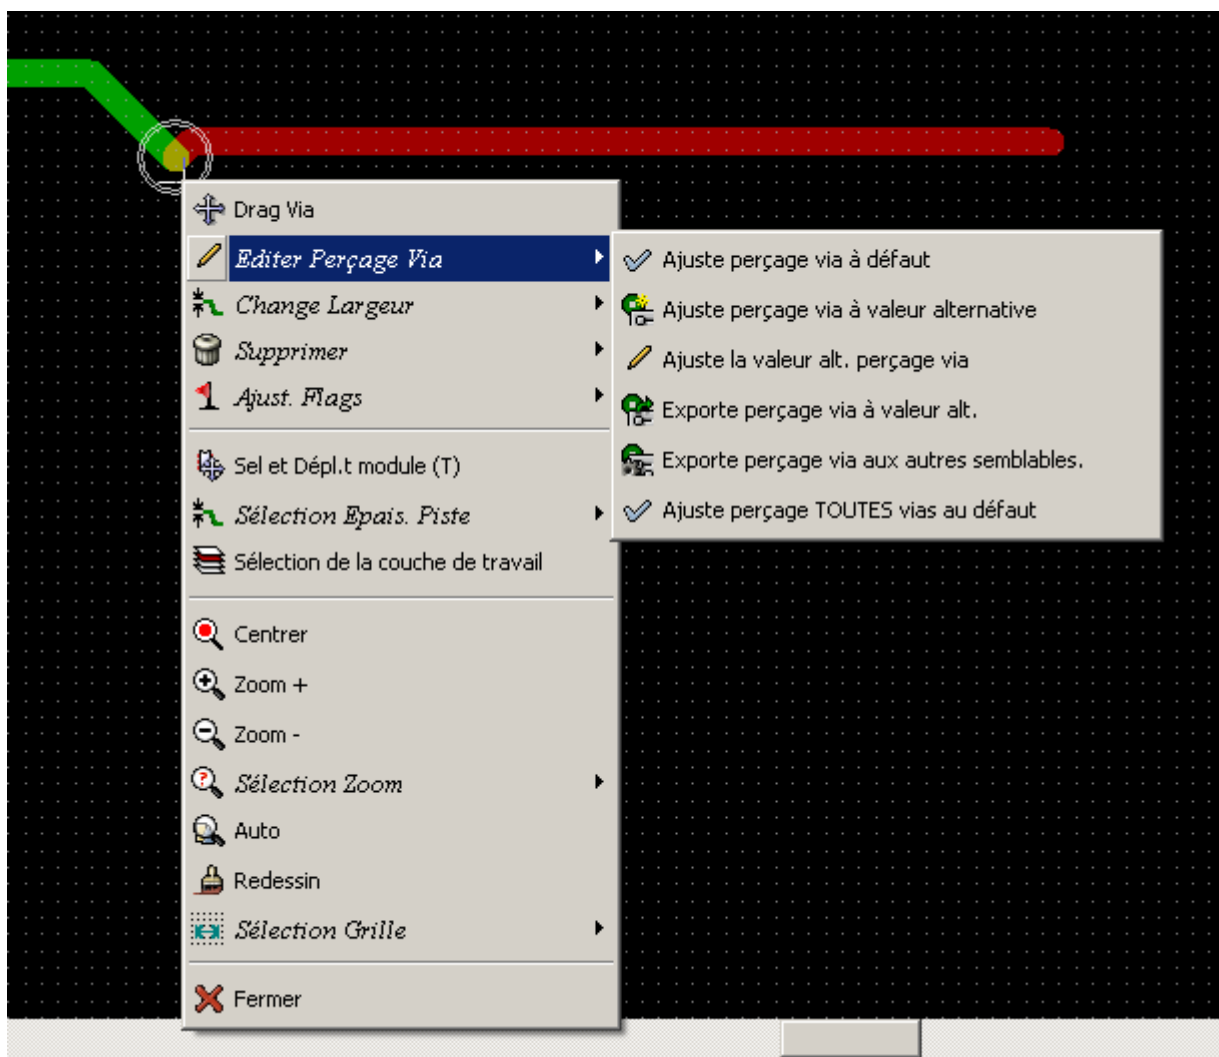 Drag Via
Editer Perçage Via
Change Largeur
Supprimer
Ajust. Flags
Sel et Dépl.t module (T)
Sélection Epais. Piste
Sélection de la couche de travail
Centrer
Zoom +
Zoom -
Sélection Zoom
Auto
Redessin
Sélection Grille
Fermer
Ajuste perçage via à défaut
Ajuste perçage via à valeur alternative
Ajuste la valeur alt. perçage via
Exporte perçage via à valeur alt.
Exporte perçage via aux autres semblables.
Ajuste perçage TOUTES vias au défaut